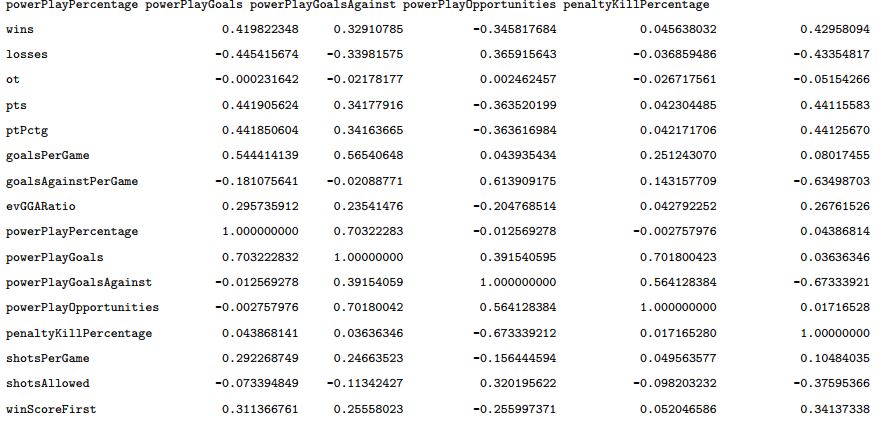 powerPlayPercentage powerPlayGoals powerPlayGoalsAgainst powerPlayOpportunities penaltyKillPercentage
wins 0.419822348 0.32910785 -0.345817684 0.045638032 0.42958094
losses -0.445415674 -0.33981575 0.365915643 -0.036859486 -0.43354817
ot -0.000231642 -0.02178177 0.002462457 -0.026717561 -0.05154266
pts 0.441905624 0.34177916 -0.363520199 0.042304485 0.44115583
ptPctg 0.441850604 0.34163665 -0.363616984 0.042171706 0.44125670
goalsPerGame 0.544414139 0.56540648 0.043935434 0.251243070 0.08017455
goalsAgainstPerGame -0.181075641 -0.02088771 0.613909175 0.143157709 -0.63498703
evGGARatio 0.295735912 0.23541476 -0.204768514 0.042792252 0.26761526
powerPlayPercentage 1.000000000 0.70322283 -0.012569278 -0.002757976 0.04386814
powerPlayGoals 0.703222832 1.00000000 0.391540595 0.701800423 0.03636346
powerPlayGoalsAgainst -0.012569278 0.39154059 1.000000000 0.564128384 -0.67333921
powerPlayOpportunities -0.002757976 0.70180042 0.564128384 1.000000000 0.01716528
penaltyKillPercentage 0.043868141 0.03636346 -0.673339212 0.017165280 1.00000000
shotsPerGame 0.292268749 0.24663523 -0.156444594 0.049563577 0.10484035
shotsAllowed -0.073394849 -0.11342427 0.320195622 -0.098203232 -0.37595366
winScoreFirst 0.311366761 0.25558023 -0.255997371 0.052046586 0.34137338